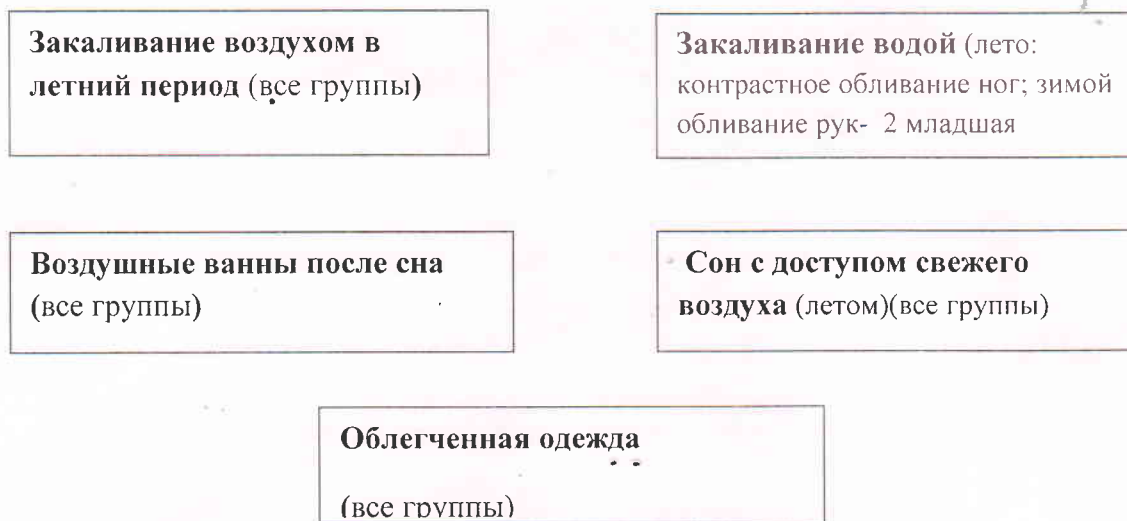 Закаливание воздухом в
летний период (все группы)
Закаливание водой (лето:
контрастное обливание ног; зимой
обливание рук- 2 младшая
Воздушные ванны после сна
(все группы)
Сон с доступом свежего
воздуха (летом)(все группы)
Облегченная одежда
(все группы)